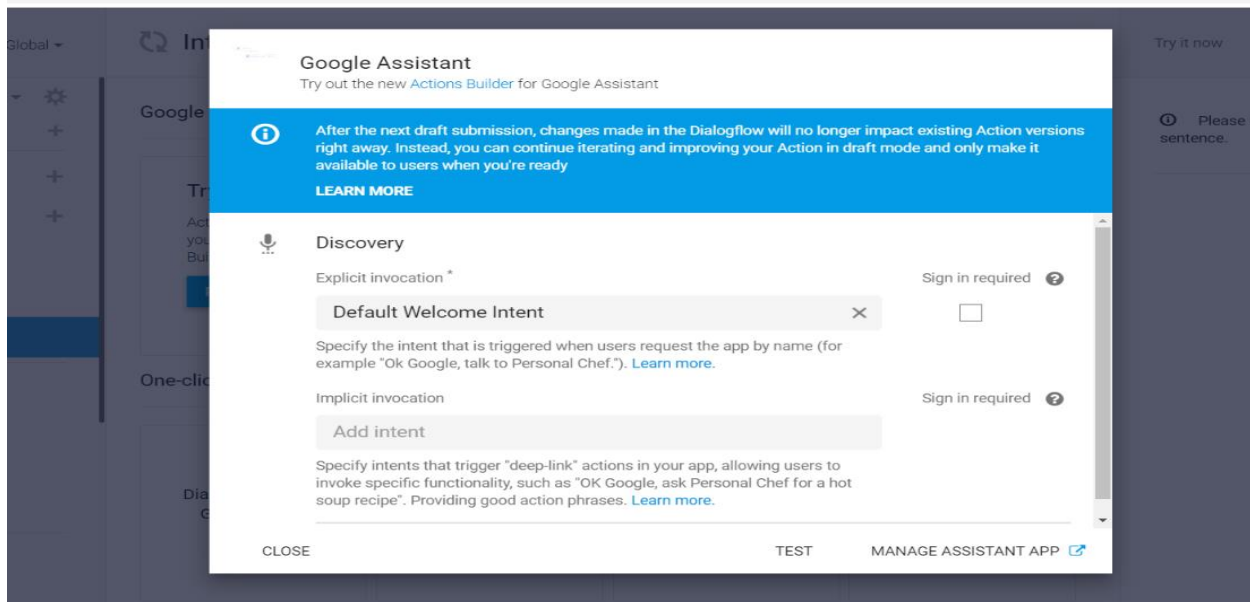 Global
Int
Try it now
Google Assistant
Try out the new Actions Builder for Google Assistant
Google
After the next draft submission, changes made in the Dialogflow will no longer impact existing Action versions
right away. Instead, you can continue iterating and improving your Action in draft mode and only make it
available to users when you're ready
LEARN MORE
Please
sentence.
Try
Act
you
Bui
Discovery
Explicit invocation *
Sign in required
Default Welcome Intent
Specify the intent that is triggered when users request the app by name (for
example "Ok Google, talk to Personal Chef."). Learn more.
One-clic
Implicit invocation
Sign in required
Add intent
Specify intents that trigger "deep-link" actions in your app, allowing users to
invoke specific functionality, such as "OK Google, ask Personal Chef for a hot
soup recipe". Providing good action phrases. Learn more.
Dia
G
CLOSE
TEST
MANAGE ASSISTANT APP